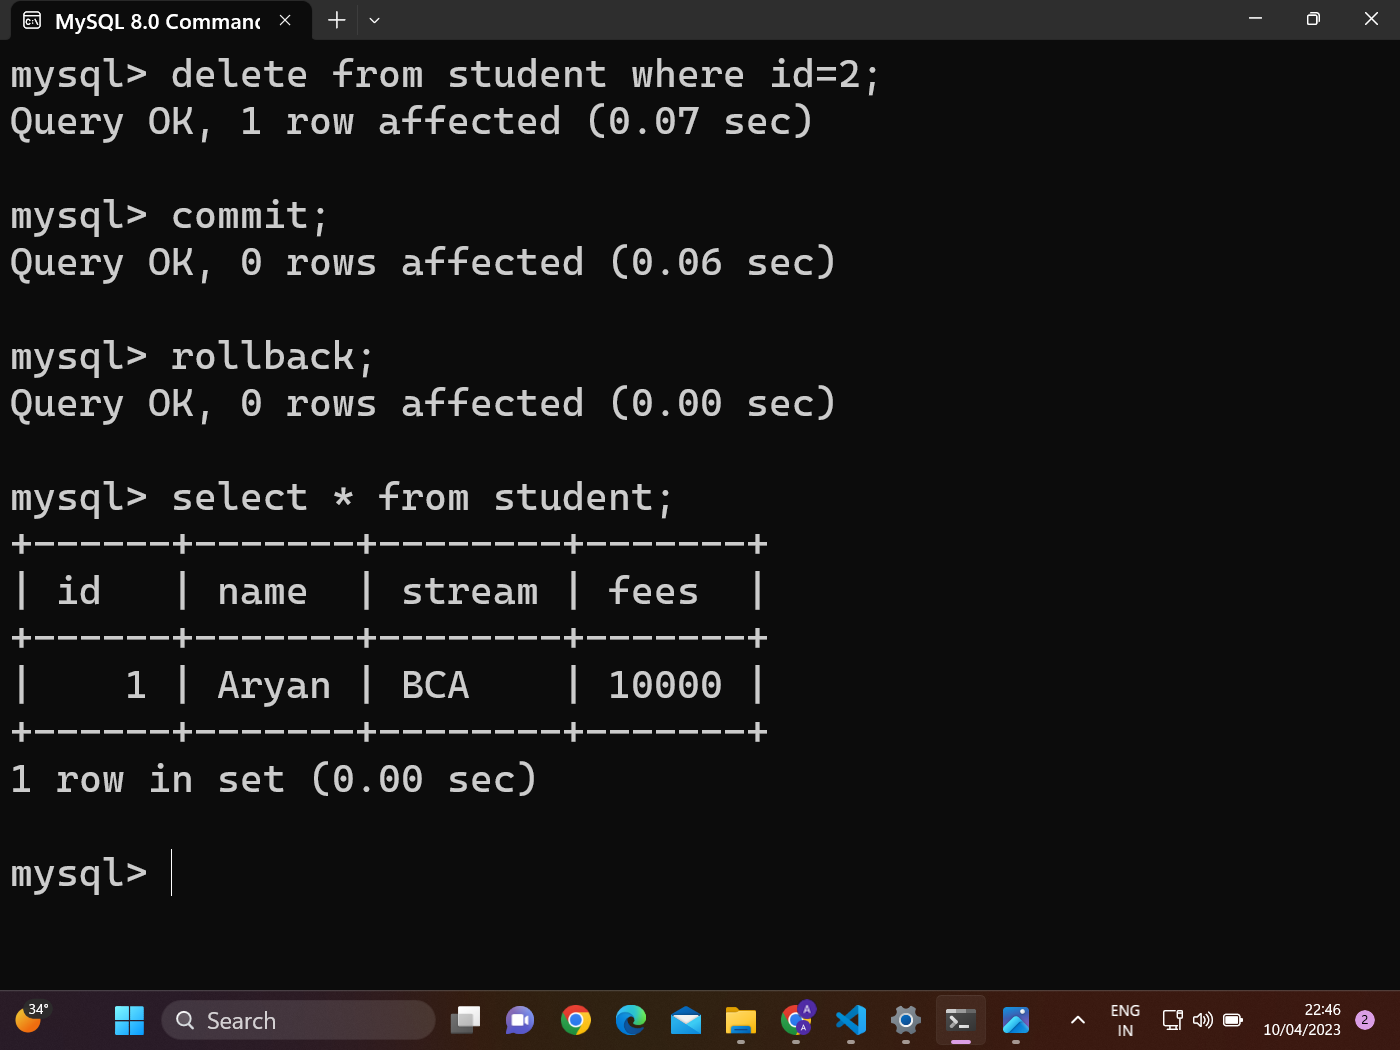 MySQL 8.0 Command
mysql> delete from student where id=2;
Query OK, 1 row affected (0.07 sec)
mysql> commit;
Query OK, 0 rows affected (0.06 sec)
mysql> rollback;
Query OK, 0 rows affected (0.00 sec)
mysql> select * from student;
+------+-------+--------+-------+
| id   | name  | stream | fees  |
+------+-------+--------+-------+
|    1 | Aryan | BCA    | 10000 |
+------+-------+--------+-------+
1 row in set (0.00 sec)
mysql>
34°
Search
A
A
ENG
IN
22:46
10/04/2023
2